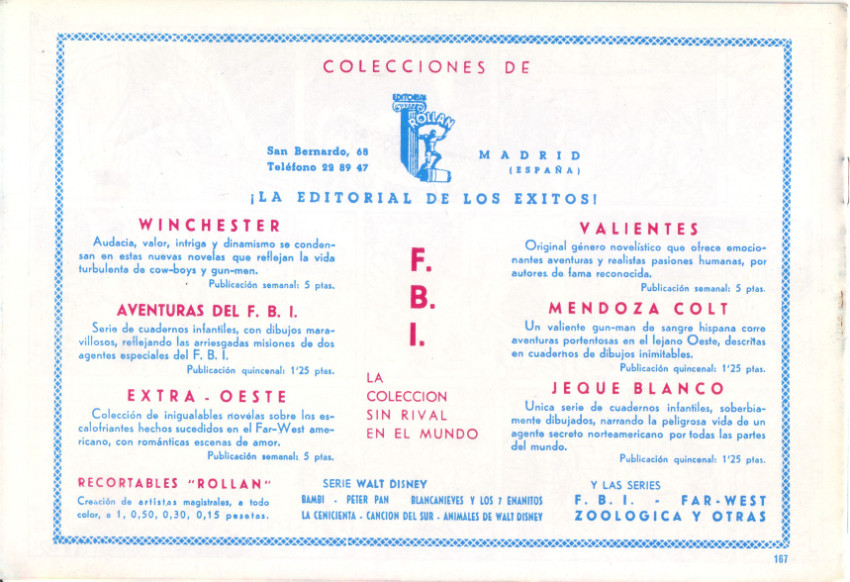 COLECCIONES DE
EDITORIAL
ROLLAN
San Bernardo, 68
Teléfono 22 89 47
MADRID
(ESPAÑA)
¡LA EDITORIAL DE LOS EXITOS!
WINCHESTER
Audacia, valor, intriga y dinamismo se conden-
san en estas nuevas novelas que reflejan la vida
turbulenta de cow-boys y gun-men.
Publicación semanal: 5 ptas.
AVENTURAS DEL F. B. I.
Serie de cuadernos infantiles, con dibujos mara-
villosos, reflejando las arriesgadas misiones de dos
agentes especiales del F. B. I.
Publicación quincenal: 1'25 ptas.
EXTRA - OESTE
Colección de inigualables novelas sobre los es-
calofriantes hechos sucedidos en el Far-West ame-
ricano, con románticas escenas de amor.
Publicación semanal: 5 ptas.
F.
B.
I.
LA
COLECCION
SIN RIVAL
EN EL MUNDO
VALIENTES
Original género novelístico que ofrece emocio-
nantes aventuras y realistas pasiones humanas, por
autores de fama reconocida.
Publicación semanal: 5 ptas.
MENDOZA COLT
Un valiente gun-man de sangre hispana corre
aventuras portentosas en el lejano Oeste, descritas
en cuadernos de dibujos inimitables.
Publicación quincenal: 1'25 ptas.
JEQUE BLANCO
Unica serie de cuadernos infantiles, soberbia-
mente dibujados, narrando la peligrosa vida de un
agente secreto norteamericano por todas las partes
del mundo.
Publicación quincenal: 1'25 ptas.
RECORTABLES "ROLLAN"
Creación de artistas magistrales, a todo
color, a 1, 0,50, 0,30, 0,15 pesetas.
SERIE WALT DISNEY
BAMBI - PETER PAN BLANCANIEVES Y LOS 7 ENANITOS
LA CENICIENTA - CANCION DEL SUR - ANIMALES DE WALT DISNEY
Y LAS SERIES
F. B. I. - FAR-WEST
ZOOLOGICA Y OTRAS
167